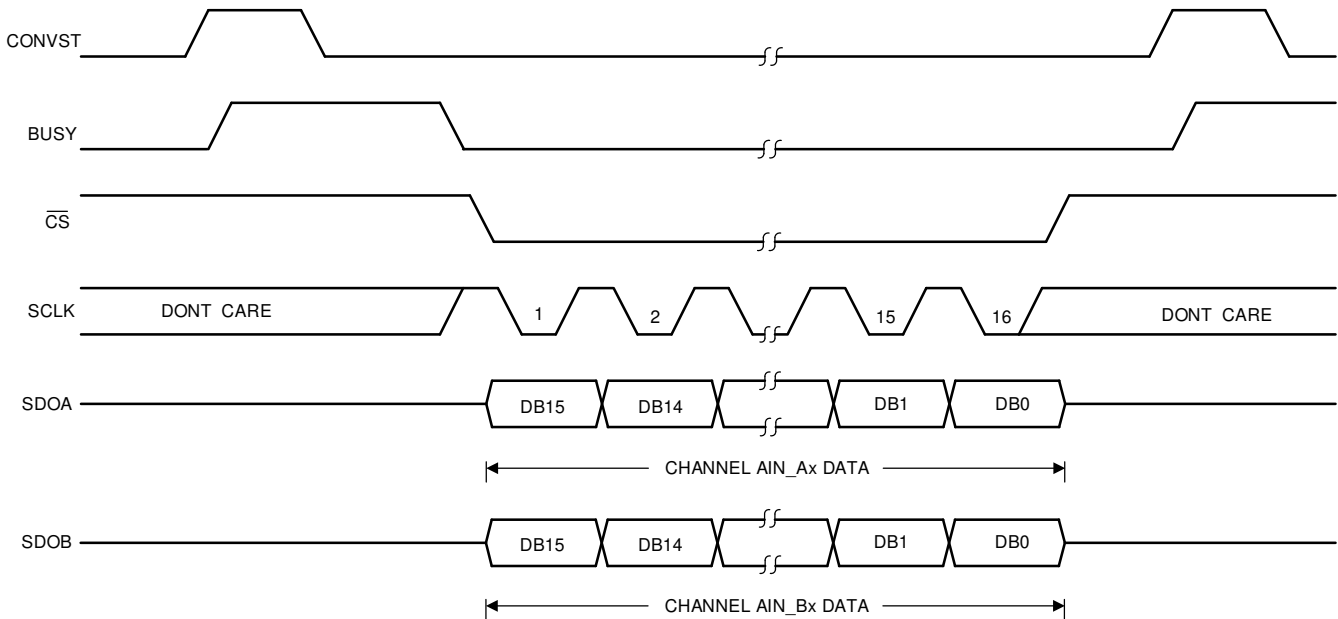 CONVST
BUSY
CS
SCLK DONT CARE 1 2 15 16 DONT CARE
SDOA DB15 DB14 DB1 DB0
CHANNEL AIN_Ax DATA
SDOB DB15 DB14 DB1 DB0
CHANNEL AIN_Bx DATA